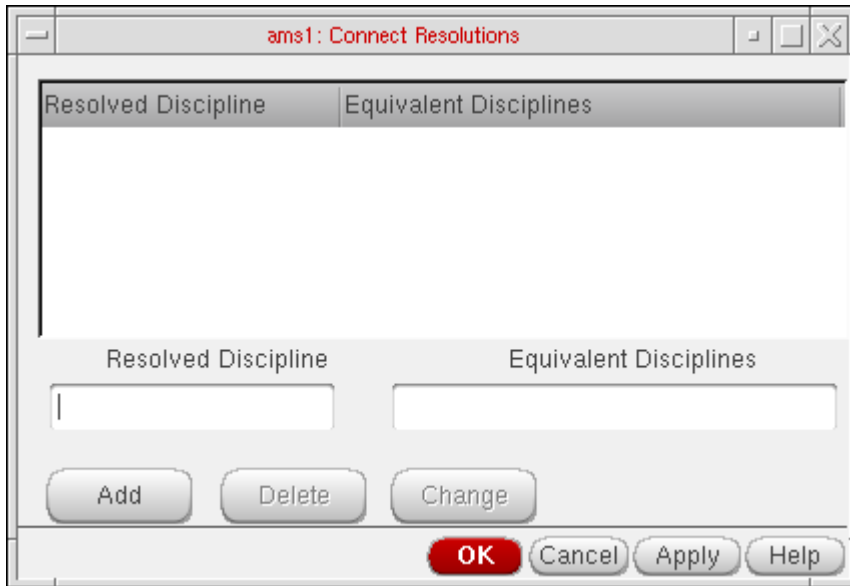 ams1: Connect Resolutions
Resolved Discipline Equivalent Disciplines
Resolved Discipline Equivalent Disciplines
Add Delete Change
OK Cancel Apply Help